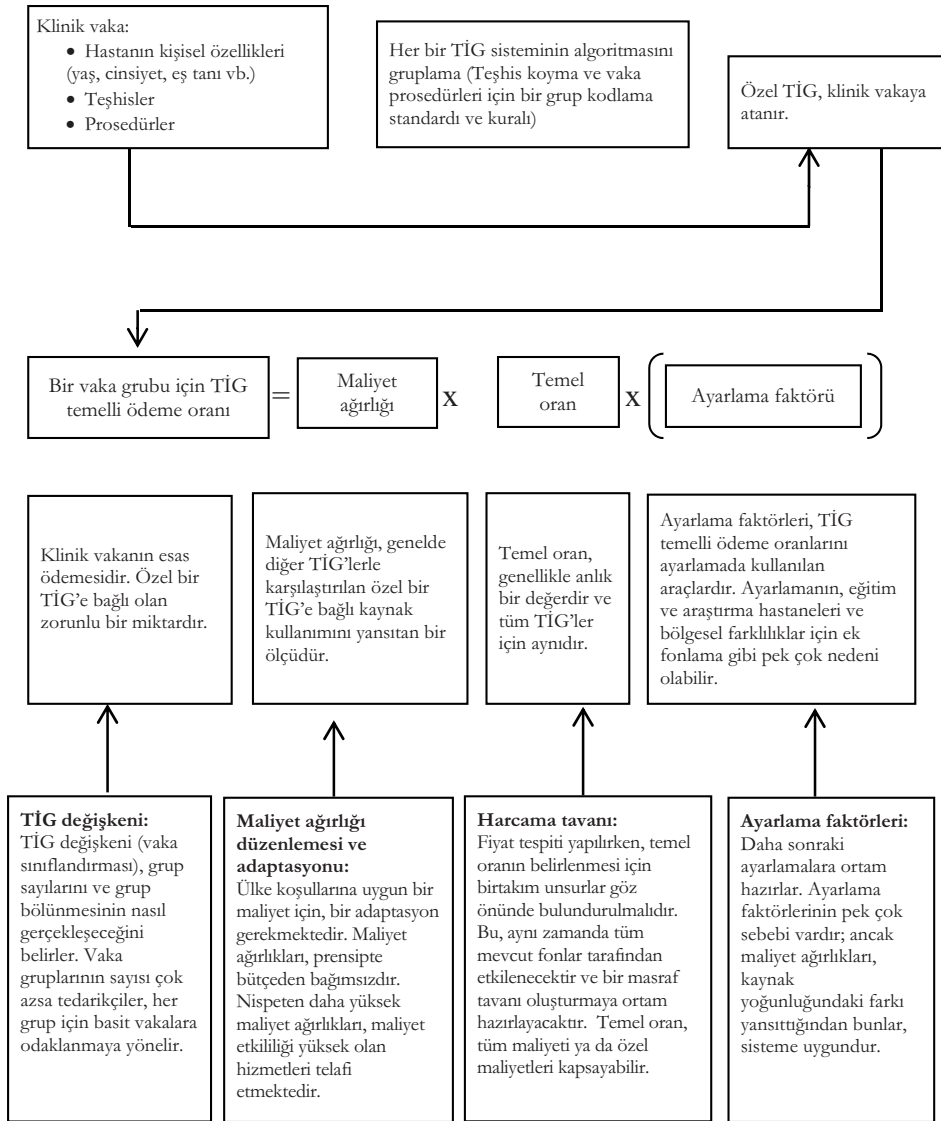 Klinik vaka:
• Hastanın kişisel özellikleri
(yaş, cinsiyet, eş tanı vb.)
• Teşhisler
• Prosedürler
Her bir TİG sisteminin algoritmasını
gruplama (Teşhis koyma ve vaka
prosedürleri için bir grup kodlama
standardı ve kuralı)
Özel TİG, klinik vakaya
atanır.
Bir vaka grubu için TİG
temelli ödeme oranı
=
Maliyet
ağırlığı
x
Temel
oran
x
Ayarlama faktörü
Klinik vakanın esas
ödemesidir. Özel bir
TİG'e bağlı olan
zorunlu bir miktardır.
Maliyet ağırlığı, genelde
diğer TİG'lerle
karşılaştırılan özel bir
TİG'e bağlı kaynak
kullanımını yansıtan bir
ölçüdür.
Temel oran,
genellikle anlık
bir değerdir ve
tüm TİG'ler
için aynıdır.
Ayarlama faktörleri, TİG
temelli ödeme oranlarını
ayarlamada kullanılan
araçlardır. Ayarlamanın, eğitim
ve araştırma hastaneleri ve
bölgesel farklılıklar için ek
fonlama gibi pek çok nedeni
olabilir.
TİG değişkeni:
TİG değişkeni (vaka
sınıflandırması), grup
sayılarını ve grup
bölünmesinin nasıl
gerçekleşeceğini
belirler. Vaka
gruplarının sayısı çok
azsa tedarikçiler, her
grup için basit vakalara
odaklanmaya yönelir.
Maliyet ağırlığı
düzenlemesi ve
adaptasyonu:
Ülke koşullarına uygun bir
maliyet için, bir adaptasyon
gerekmektedir. Maliyet
ağırlıkları, prensipte
bütçeden bağımsızdır.
Nispeten daha yüksek
maliyet ağırlıkları, maliyet
etkililiği yüksek olan
hizmetleri telafi
etmektedir.
Harcama tavanı:
Fiyat tespiti yapılırken, temel
oranın belirlenmesi için
birtakım unsurlar göz
önünde bulundurulmalıdır.
Bu, aynı zamanda tüm
mevcut fonlar tarafından
etkilenecektir ve bir masraf
tavanı oluşturmaya ortam
hazırlayacaktır. Temel oran,
tüm maliyeti ya da özel
maliyetleri kapsayabilir.
Ayarlama faktörleri:
Daha sonraki
ayarlamalara ortam
hazırlar. Ayarlama
faktörlerinin pek çok
sebebi vardır; ancak
maliyet ağırlıkları,
kaynak
yoğunluğundaki farkı
yansıttığından bunlar,
sisteme uygundur.